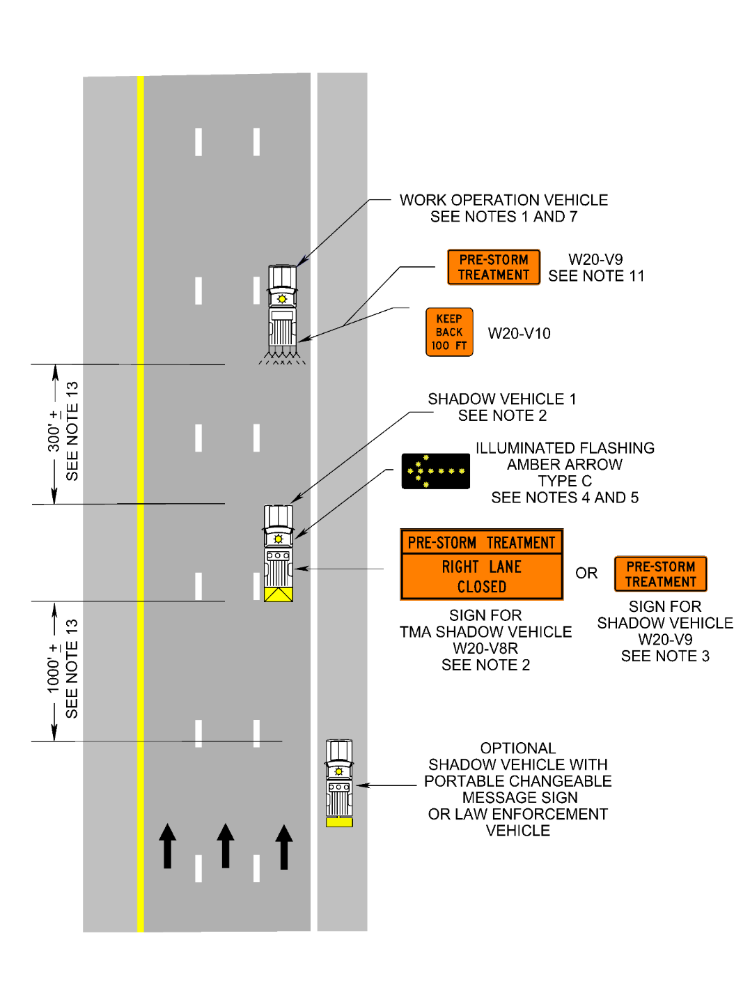 WORK OPERATION VEHICLE
SEE NOTES 1 AND 7
PRE-STORM
TREATMENT
W20-V9
SEE NOTE 11
KEEP
BACK
100 FT
W20-V10
300' ±
SEE NOTE 13
SHADOW VEHICLE 1
SEE NOTE 2
ILLUMINATED FLASHING
AMBER ARROW
TYPE C
SEE NOTES 4 AND 5
PRE-STORM TREATMENT
RIGHT LANE
CLOSED
OR
PRE-STORM
TREATMENT
SIGN FOR
TMA SHADOW VEHICLE
W20-V8R
SEE NOTE 2
SIGN FOR
SHADOW VEHICLE
W20-V9
SEE NOTE 3
1000' ±
SEE NOTE 13
OPTIONAL
SHADOW VEHICLE WITH
PORTABLE CHANGEABLE
MESSAGE SIGN
OR LAW ENFORCEMENT
VEHICLE